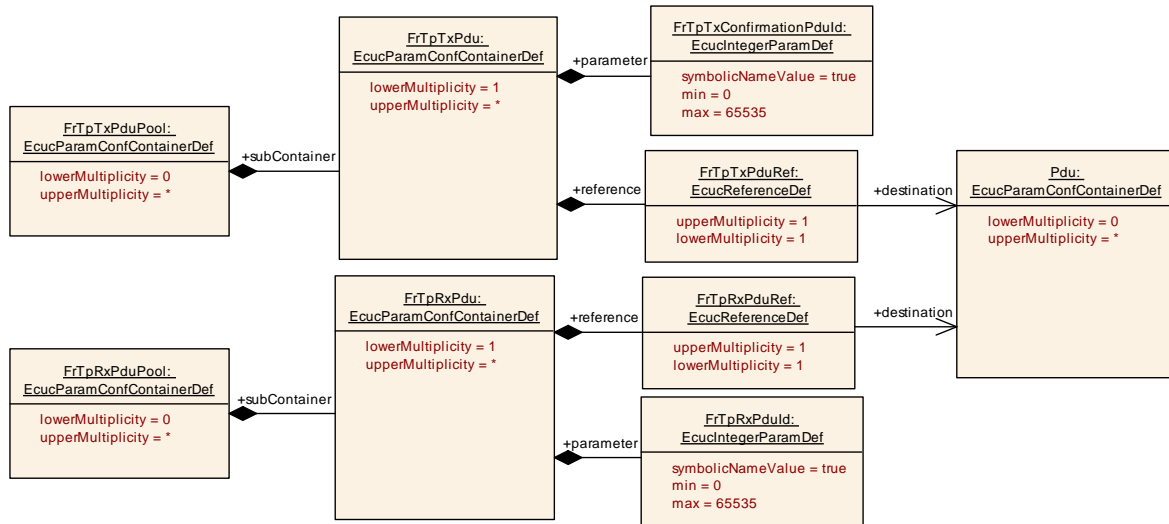 FrTpTxPduPool:
EcucParamConfContainerDef
lowerMultiplicity = 0
upperMultiplicity = *
+subContainer
FrTpTxPdu:
EcucParamConfContainerDef
lowerMultiplicity = 1
upperMultiplicity = *
+parameter
FrTpTxConfirmationPduId:
EcucIntegerParamDef
symbolicNameValue = true
min = 0
max = 65535
+reference
FrTpTxPduRef:
EcucReferenceDef
upperMultiplicity = 1
lowerMultiplicity = 1
+destination
Pdu:
EcucParamConfContainerDef
lowerMultiplicity = 0
upperMultiplicity = *
FrTpRxPduPool:
EcucParamConfContainerDef
lowerMultiplicity = 0
upperMultiplicity = *
+subContainer
FrTpRxPdu:
EcucParamConfContainerDef
lowerMultiplicity = 1
upperMultiplicity = *
+reference
FrTpRxPduRef:
EcucReferenceDef
upperMultiplicity = 1
lowerMultiplicity = 1
+destination
+parameter
FrTpRxPduId:
EcucIntegerParamDef
symbolicNameValue = true
min = 0
max = 65535